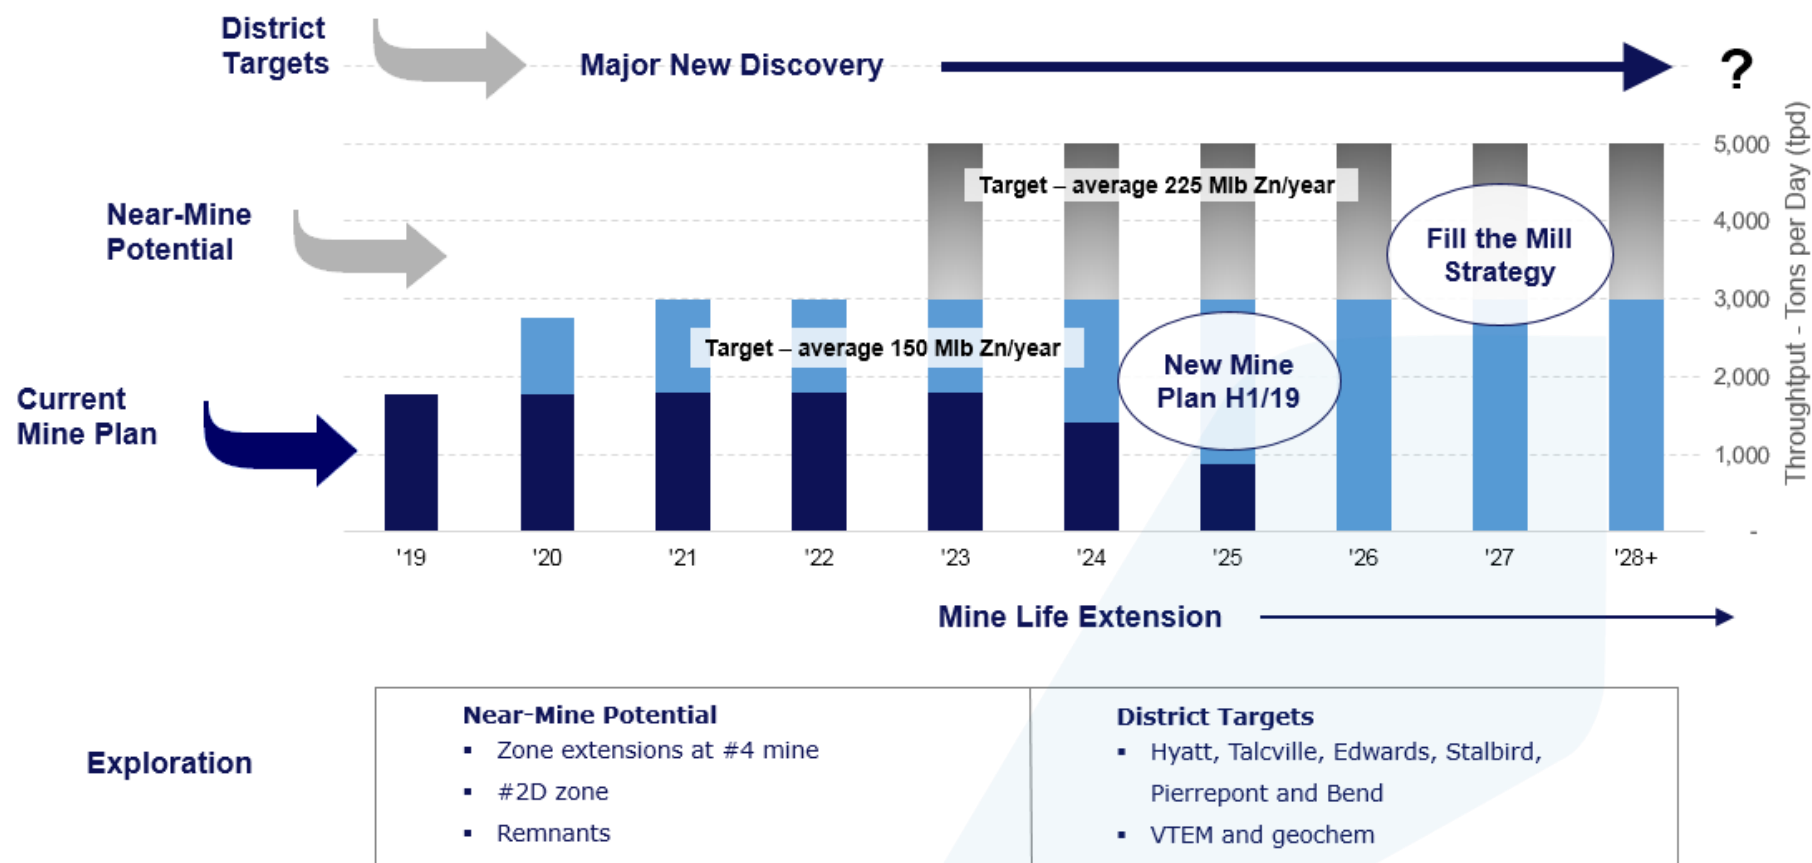 District
Targets
Major New Discovery
?
5,000
Target – average 225 Mlb Zn/year
Near-Mine
Potential
4,000
Fill the Mill
Strategy
3,000
Target – average 150 Mlb Zn/year
New Mine
Plan H1/19
2,000
Current
Mine Plan
1,000
-
Throughtput - Tons per Day (tpd)
'19 '20 '21 '22 '23 '24 '25 '26 '27 '28+
Mine Life Extension
Exploration
Near-Mine Potential
▪ Zone extensions at #4 mine
▪ #2D zone
▪ Remnants
District Targets
▪ Hyatt, Talcville, Edwards, Stalbird,
Pierrepont and Bend
▪ VTEM and geochem